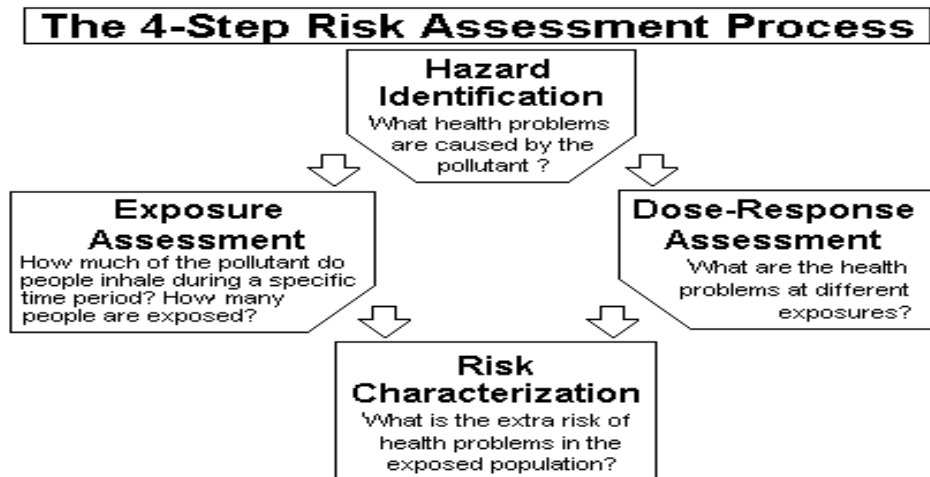 The 4-Step Risk Assessment Process
Hazard
Identification
What health problems
are caused by the
pollutant ?
Exposure
Assessment
How much of the pollutant do
people inhale during a specific
time period? How many
people are exposed?
Dose-Response
Assessment
What are the health
problems at different
exposures?
Risk
Characterization
What is the extra risk of
health problems in the
exposed population?